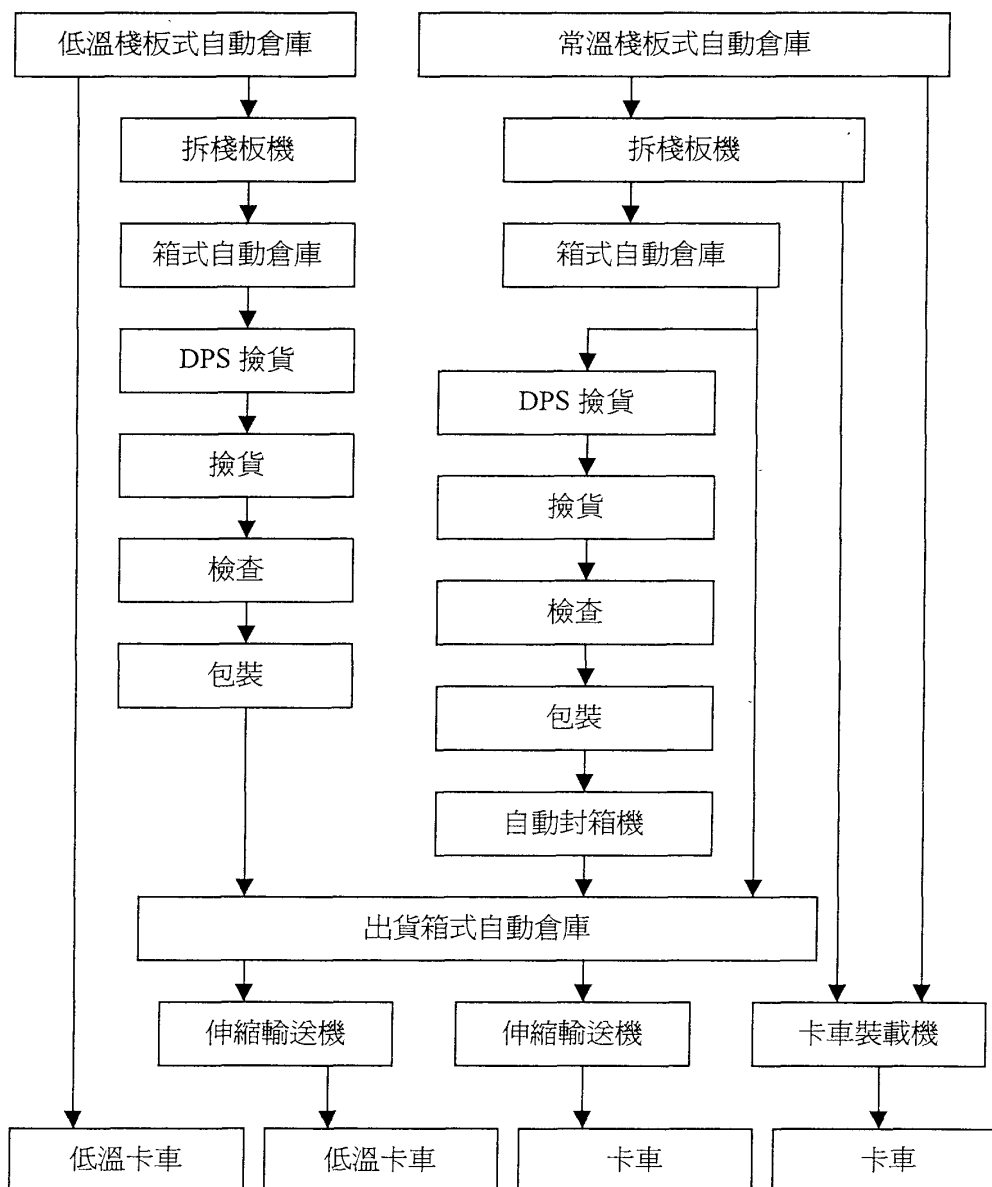 低溫棧板式自動倉庫
常溫棧板式自動倉庫
拆棧板機
拆棧板機
箱式自動倉庫
箱式自動倉庫
DPS 撿貨
DPS 撿貨
撿貨
撿貨
檢查
檢查
包裝
包裝
自動封箱機
出貨箱式自動倉庫
伸縮輸送機
伸縮輸送機
卡車裝載機
低溫卡車
低溫卡車
卡車
卡車